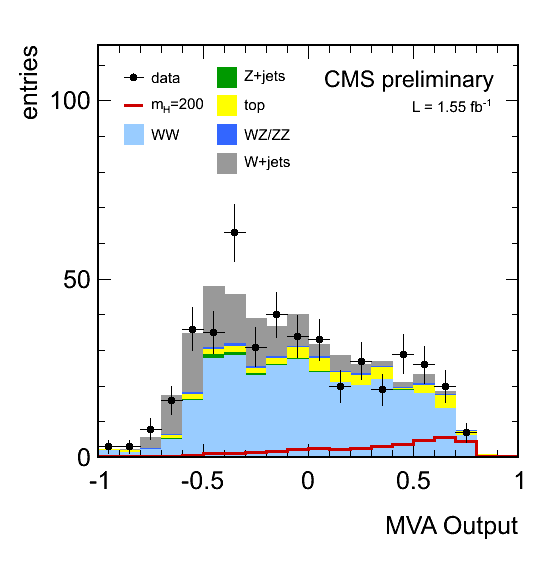 entries
CMS preliminary
L = 1.55 fb-1
data
m_H=200
WW
Z+jets
top
WZ/ZZ
W+jets
100
50
0
-1
-0.5
0
0.5
1
MVA Output